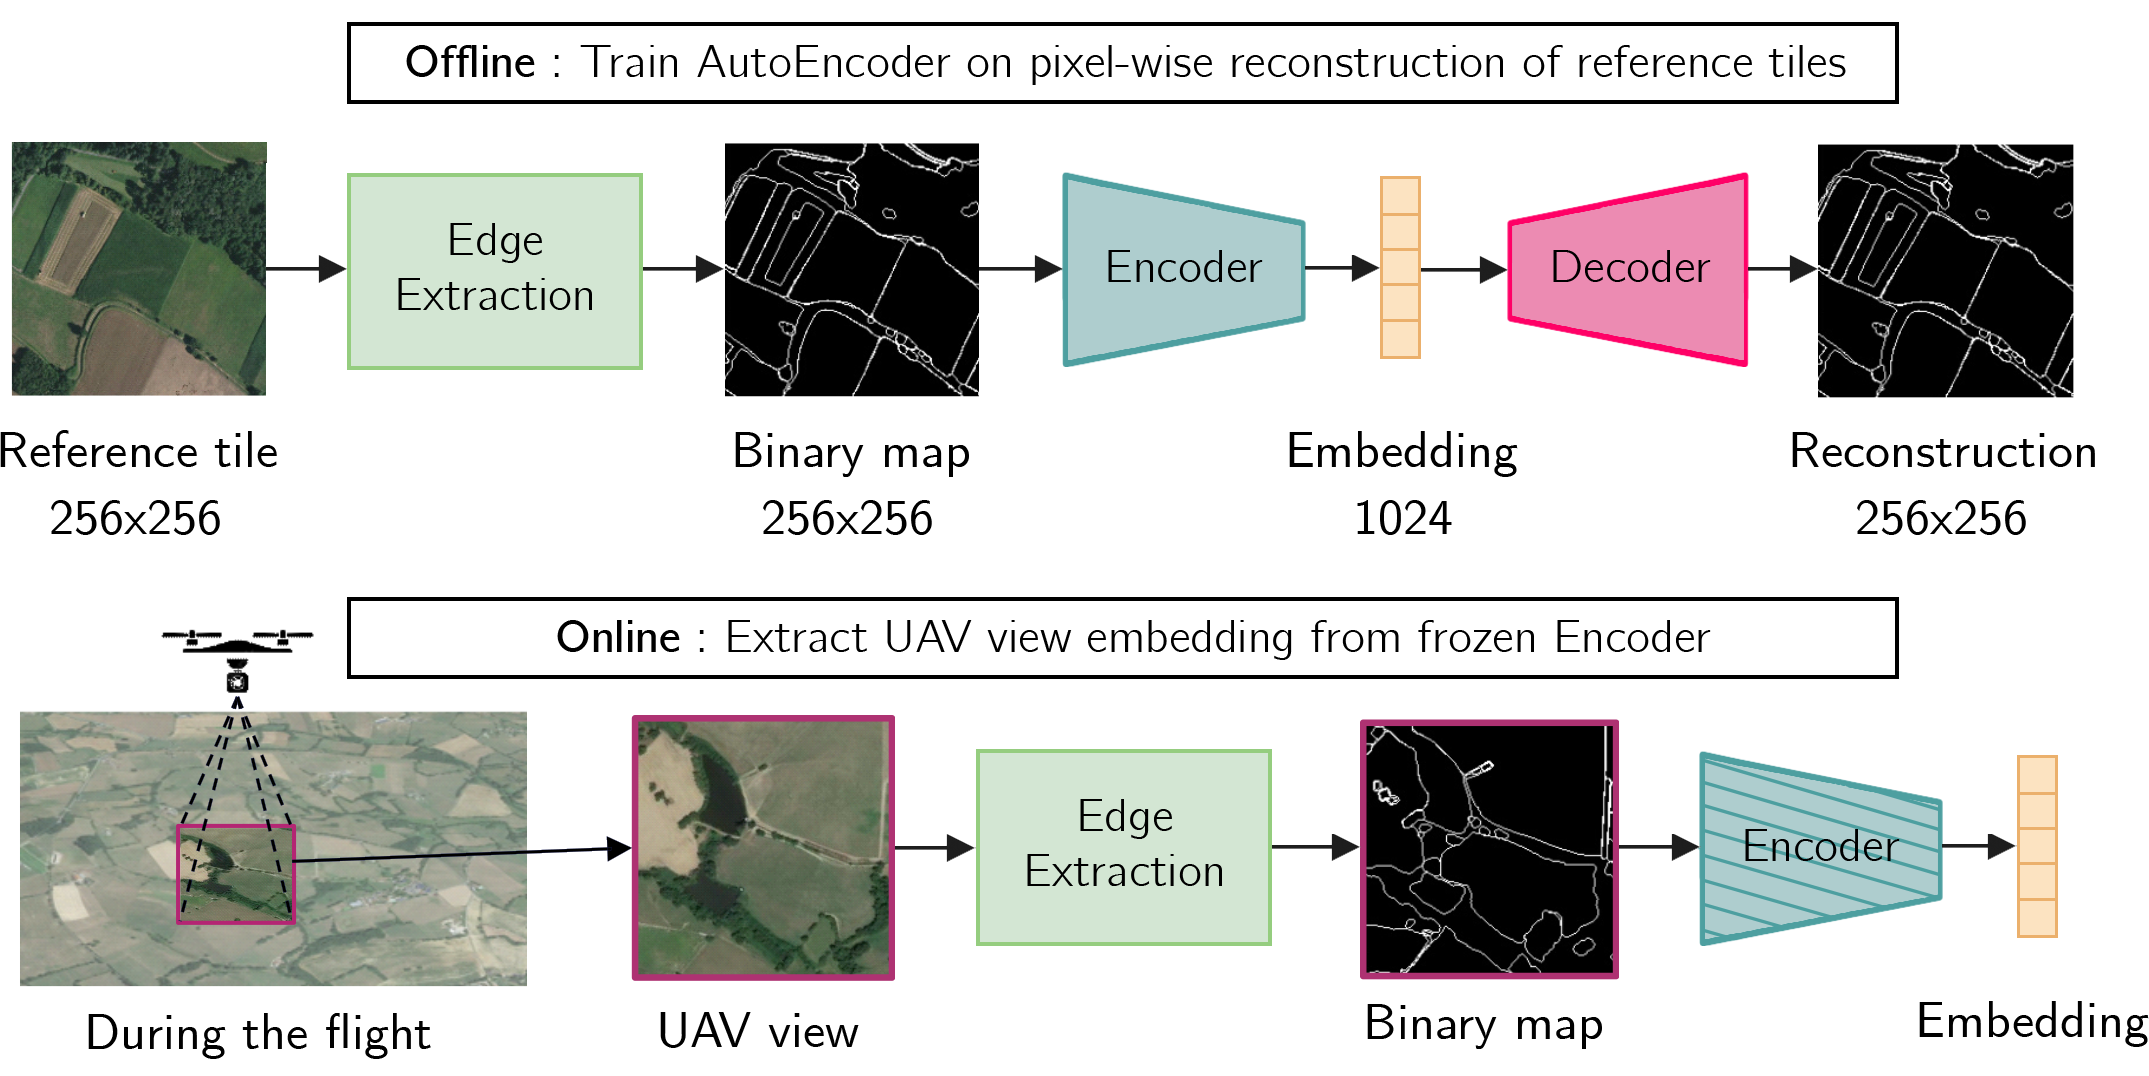 Offline : Train AutoEncoder on pixel-wise reconstruction of reference tiles
Edge
Extraction
Encoder
Decoder
Reference tile
256x256
Binary map
256x256
Embedding
1024
Reconstruction
256x256
Online : Extract UAV view embedding from frozen Encoder
Edge
Extraction
Encoder
During the flight
UAV view
Binary map
Embedding